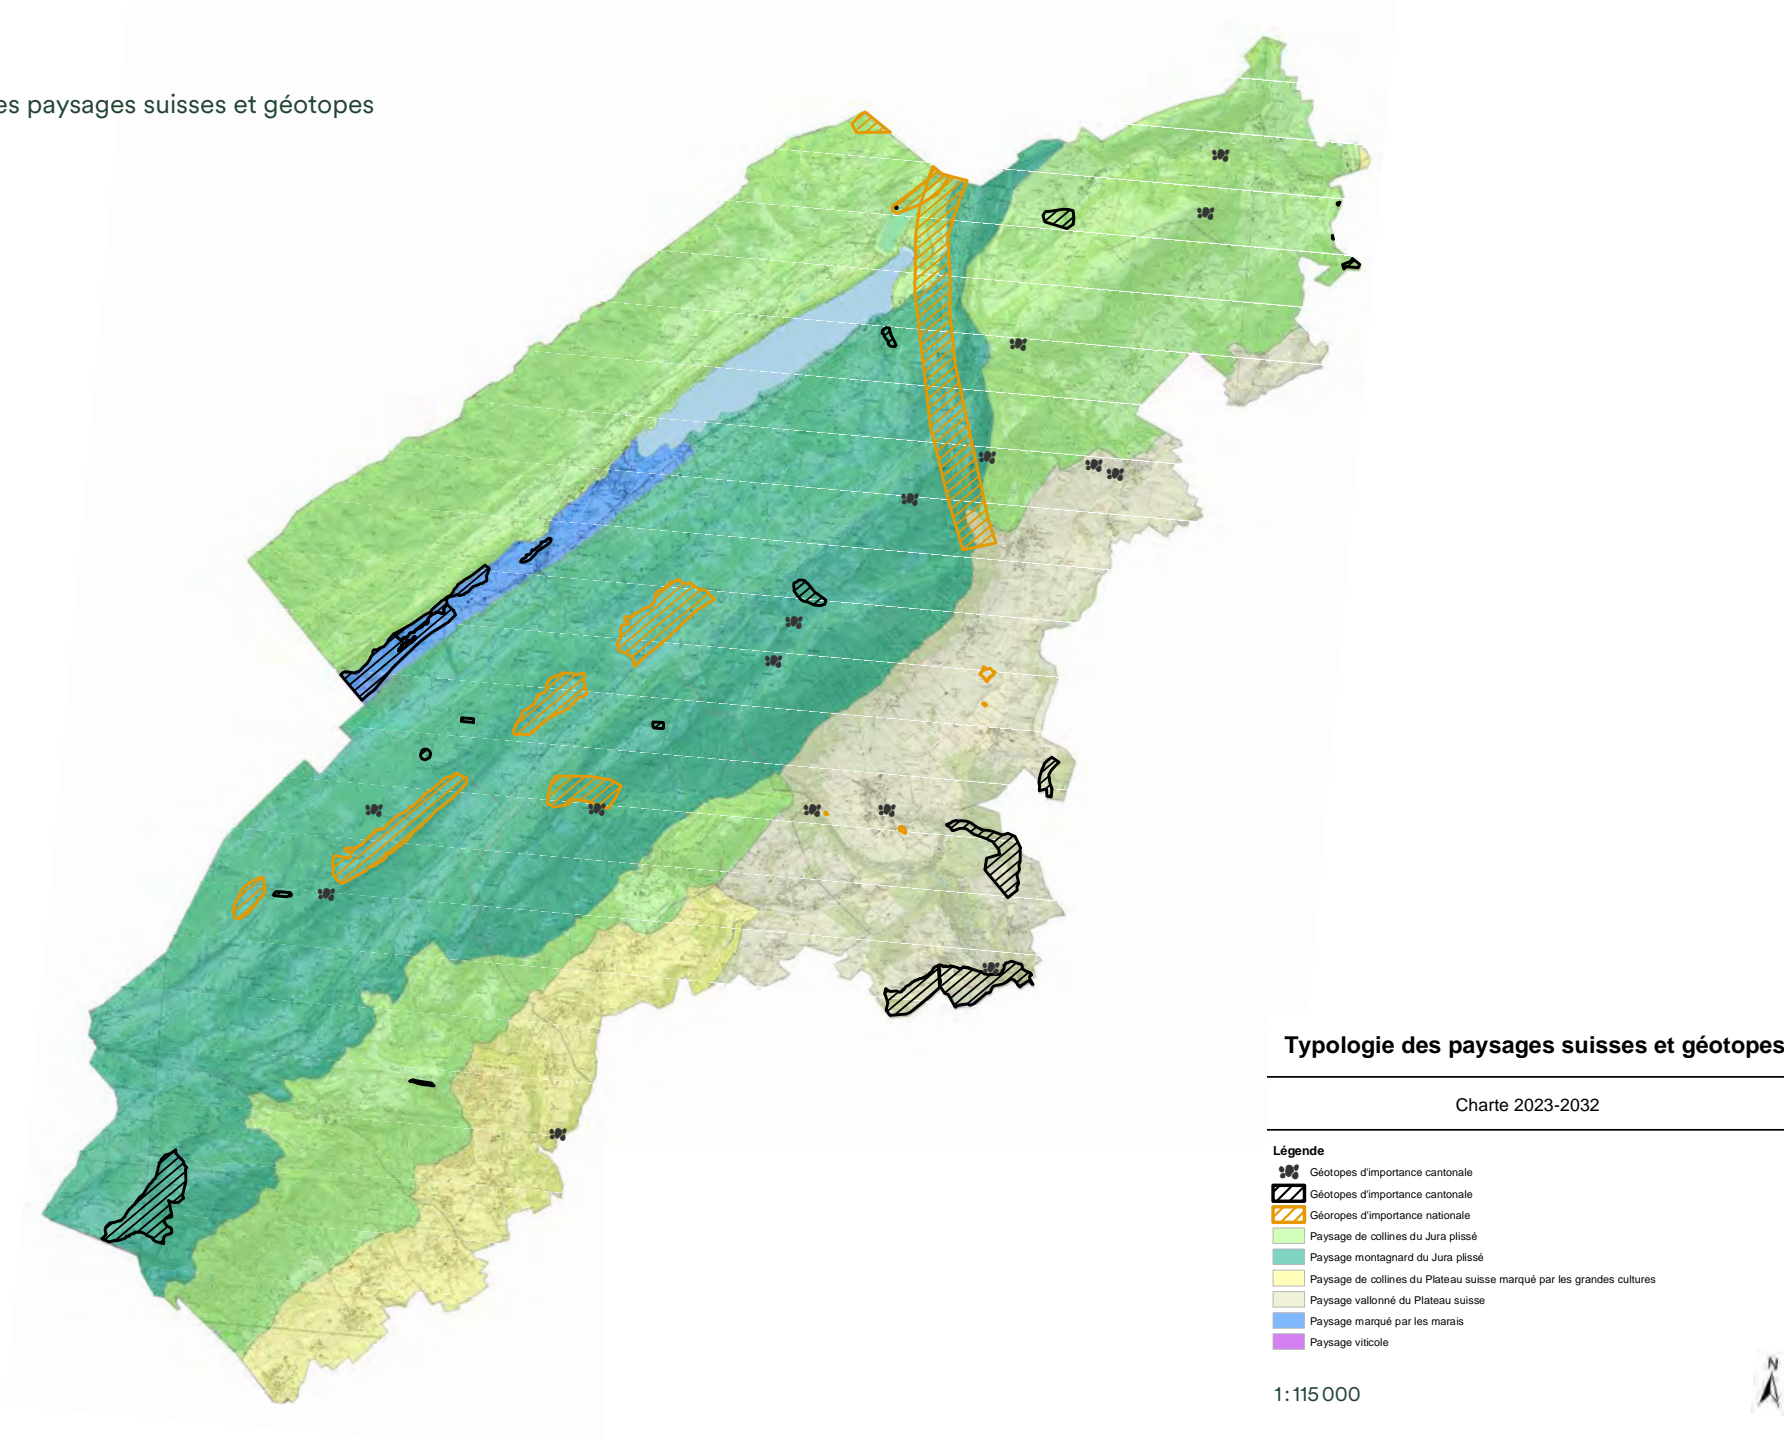 es paysages suisses et géotopes
Typologie des paysages suisses et géotopes
Charte 2023-2032
Légende
Géotopes d'importance cantonale
Géotopes d'importance cantonale
Géoropes d'importance nationale
Paysage de collines du Jura plissé
Paysage montagnard du Jura plissé
Paysage de collines du Plateau suisse marqué par les grandes cultures
Paysage vallonné du Plateau suisse
Paysage marqué par les marais
Paysage viticole
1:115 000
N